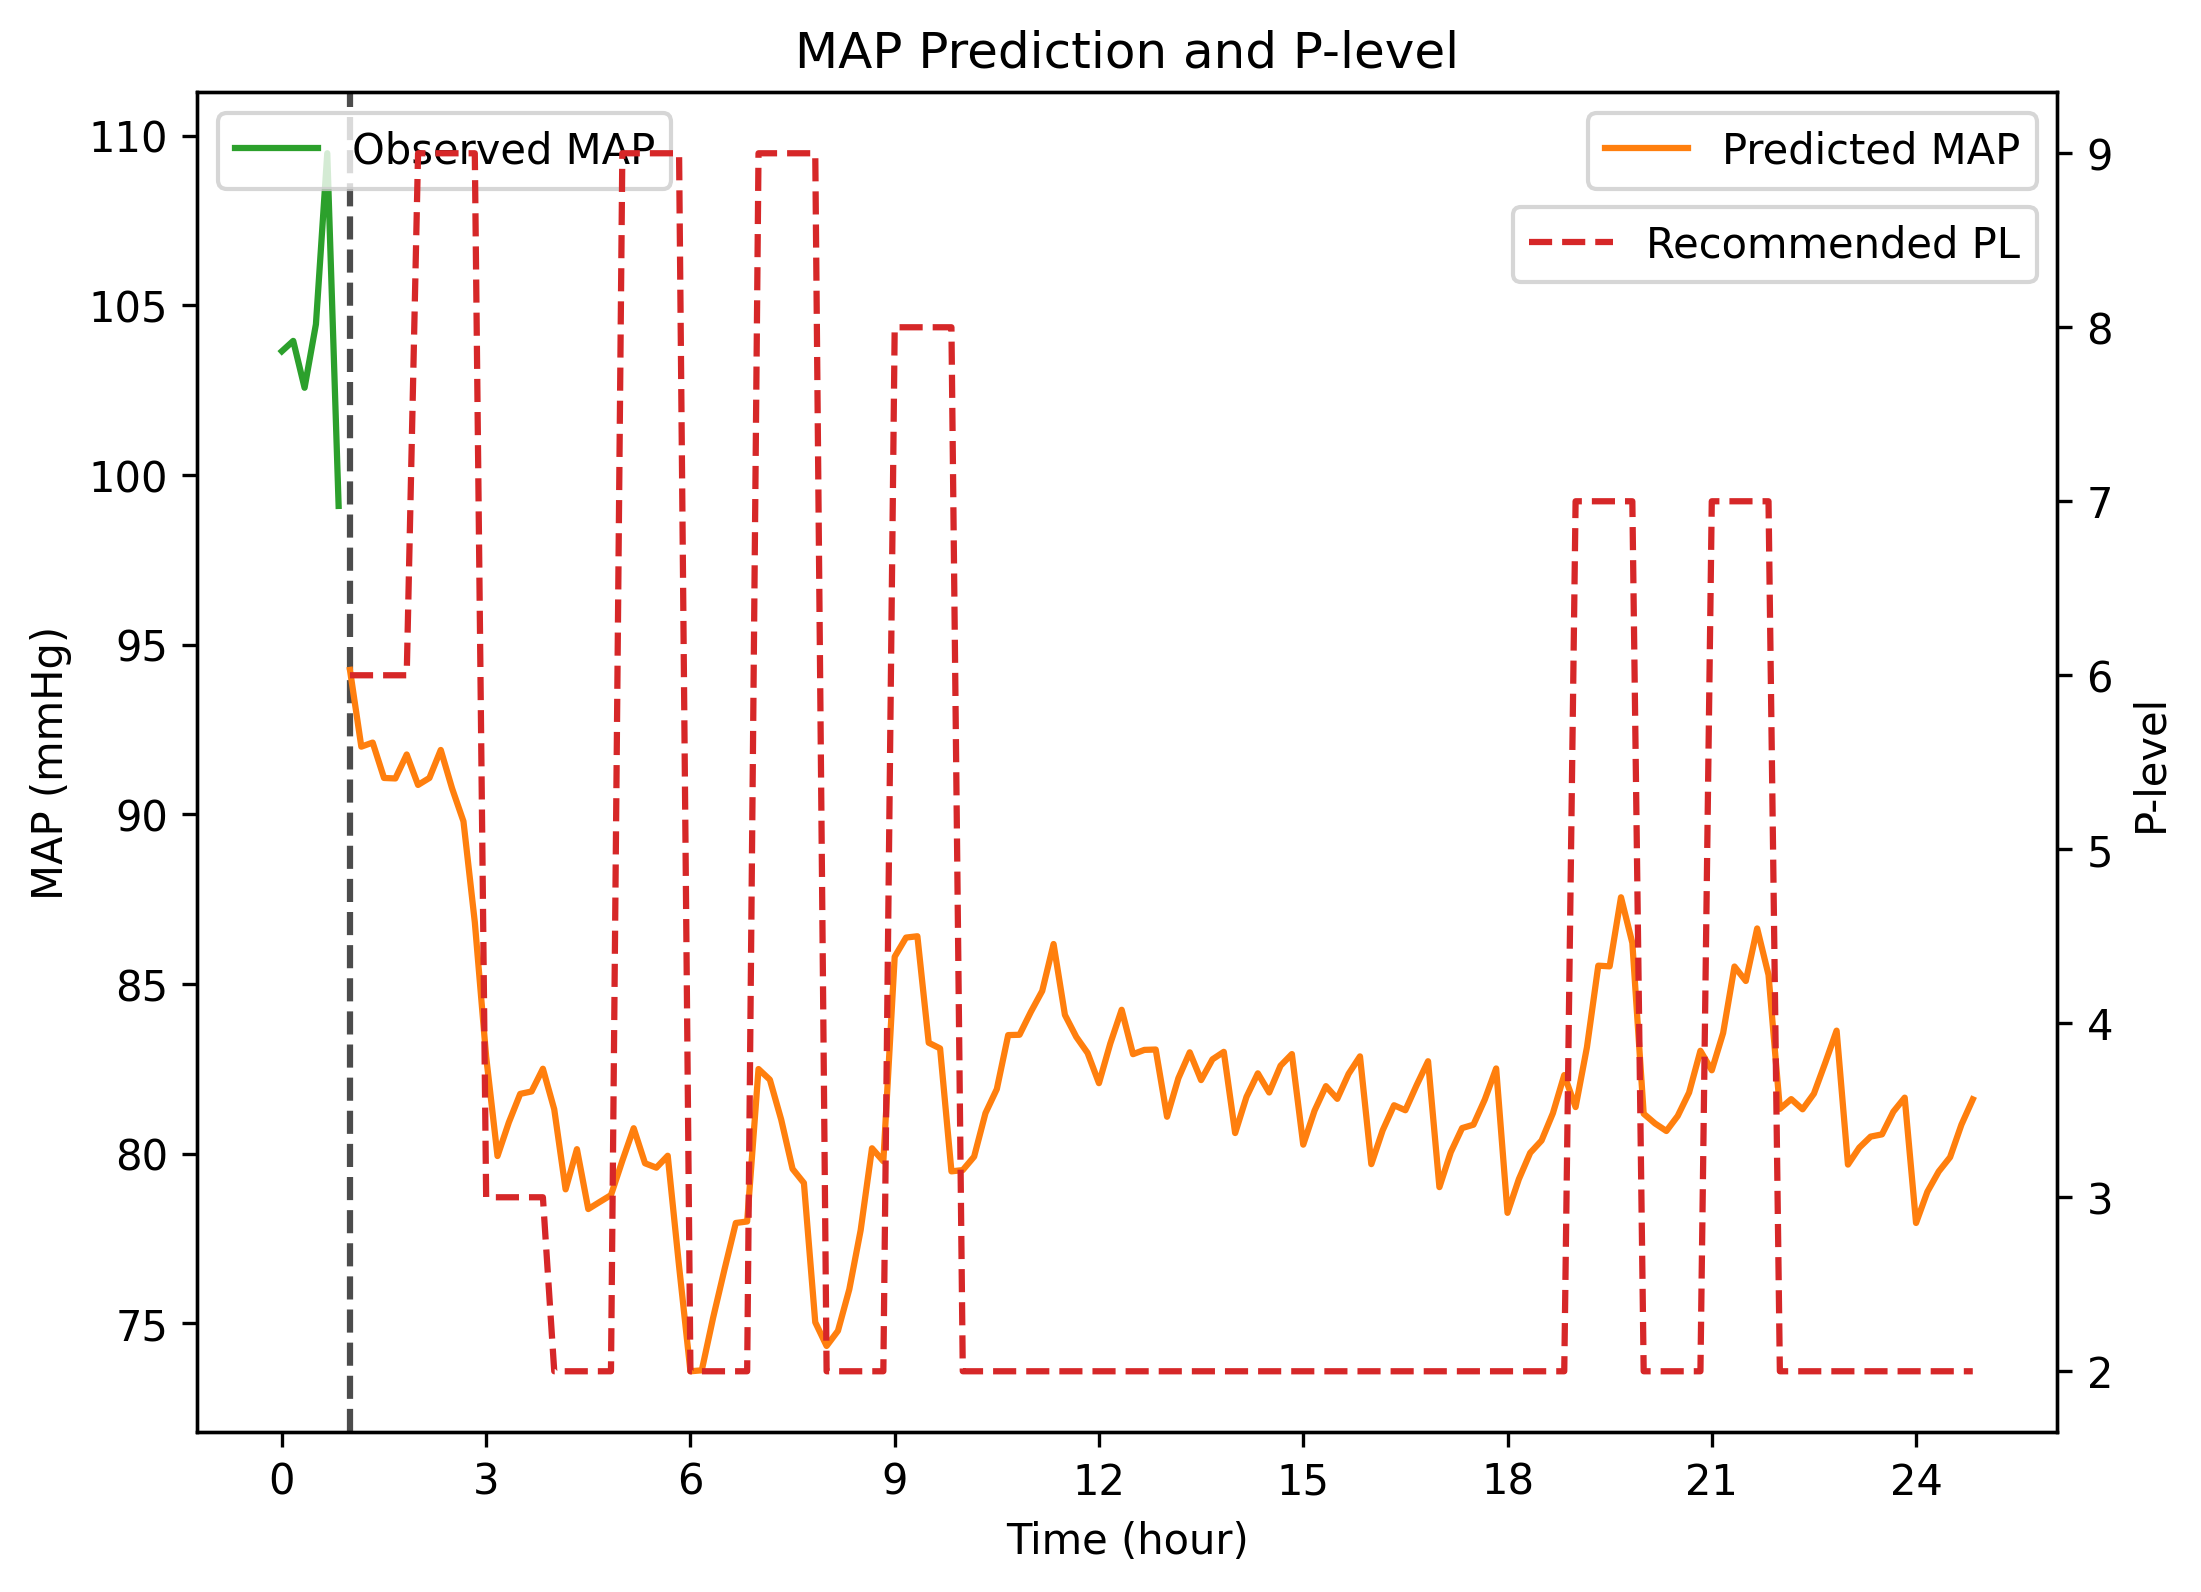 MAP Prediction and P-level
Observed MAP
Predicted MAP
Recommended PL
110
105
100
95
90
85
80
75
MAP (mmHg)
9
8
7
6
5
4
3
2
P-level
0 3 6 9 12 15 18 21 24
Time (hour)